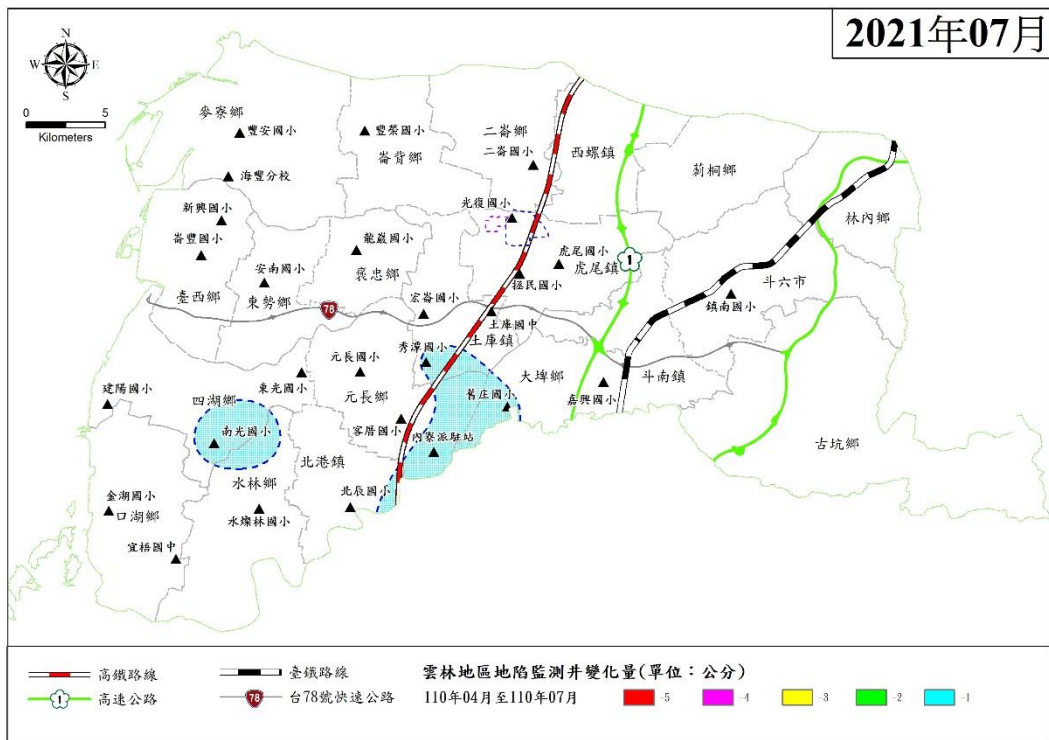 2021年07月
N
W
E
S
0
5
Kilometers
麥寮鄉
豐安國小
豐榮國小
崙背鄉
二崙鄉
二崙國小
西螺鎮
莿桐鄉
林內鄉
海豐分校
新興國小
崙豐國小
光復國小
龍巖國小
褒忠鄉
安南國小
臺西鄉
東勢鄉
虎尾國小
虎尾鎮
1
拯民國小
斗六市
鎮南國小
78
宏崙國小
土庫國中
土庫鎮
秀潭國小
元長國小
東光國小
元長鄉
大埤鄉
斗南鎮
嘉興國小
舊庄國小
建陽國小
四湖鄉
南光國小
客厝國小
內寮派駐站
古坑鄉
北港鎮
水林鄉
北辰國小
金湖國小
口湖鄉
水燦林國小
宜梧國中
高鐵路線
臺鐵路線
雲林地區地陷監測井變化量(單位:公分)
1
高速公路
78
台78號快速公路
110年04月至110年07月
-5
-4
-3
-2
-1